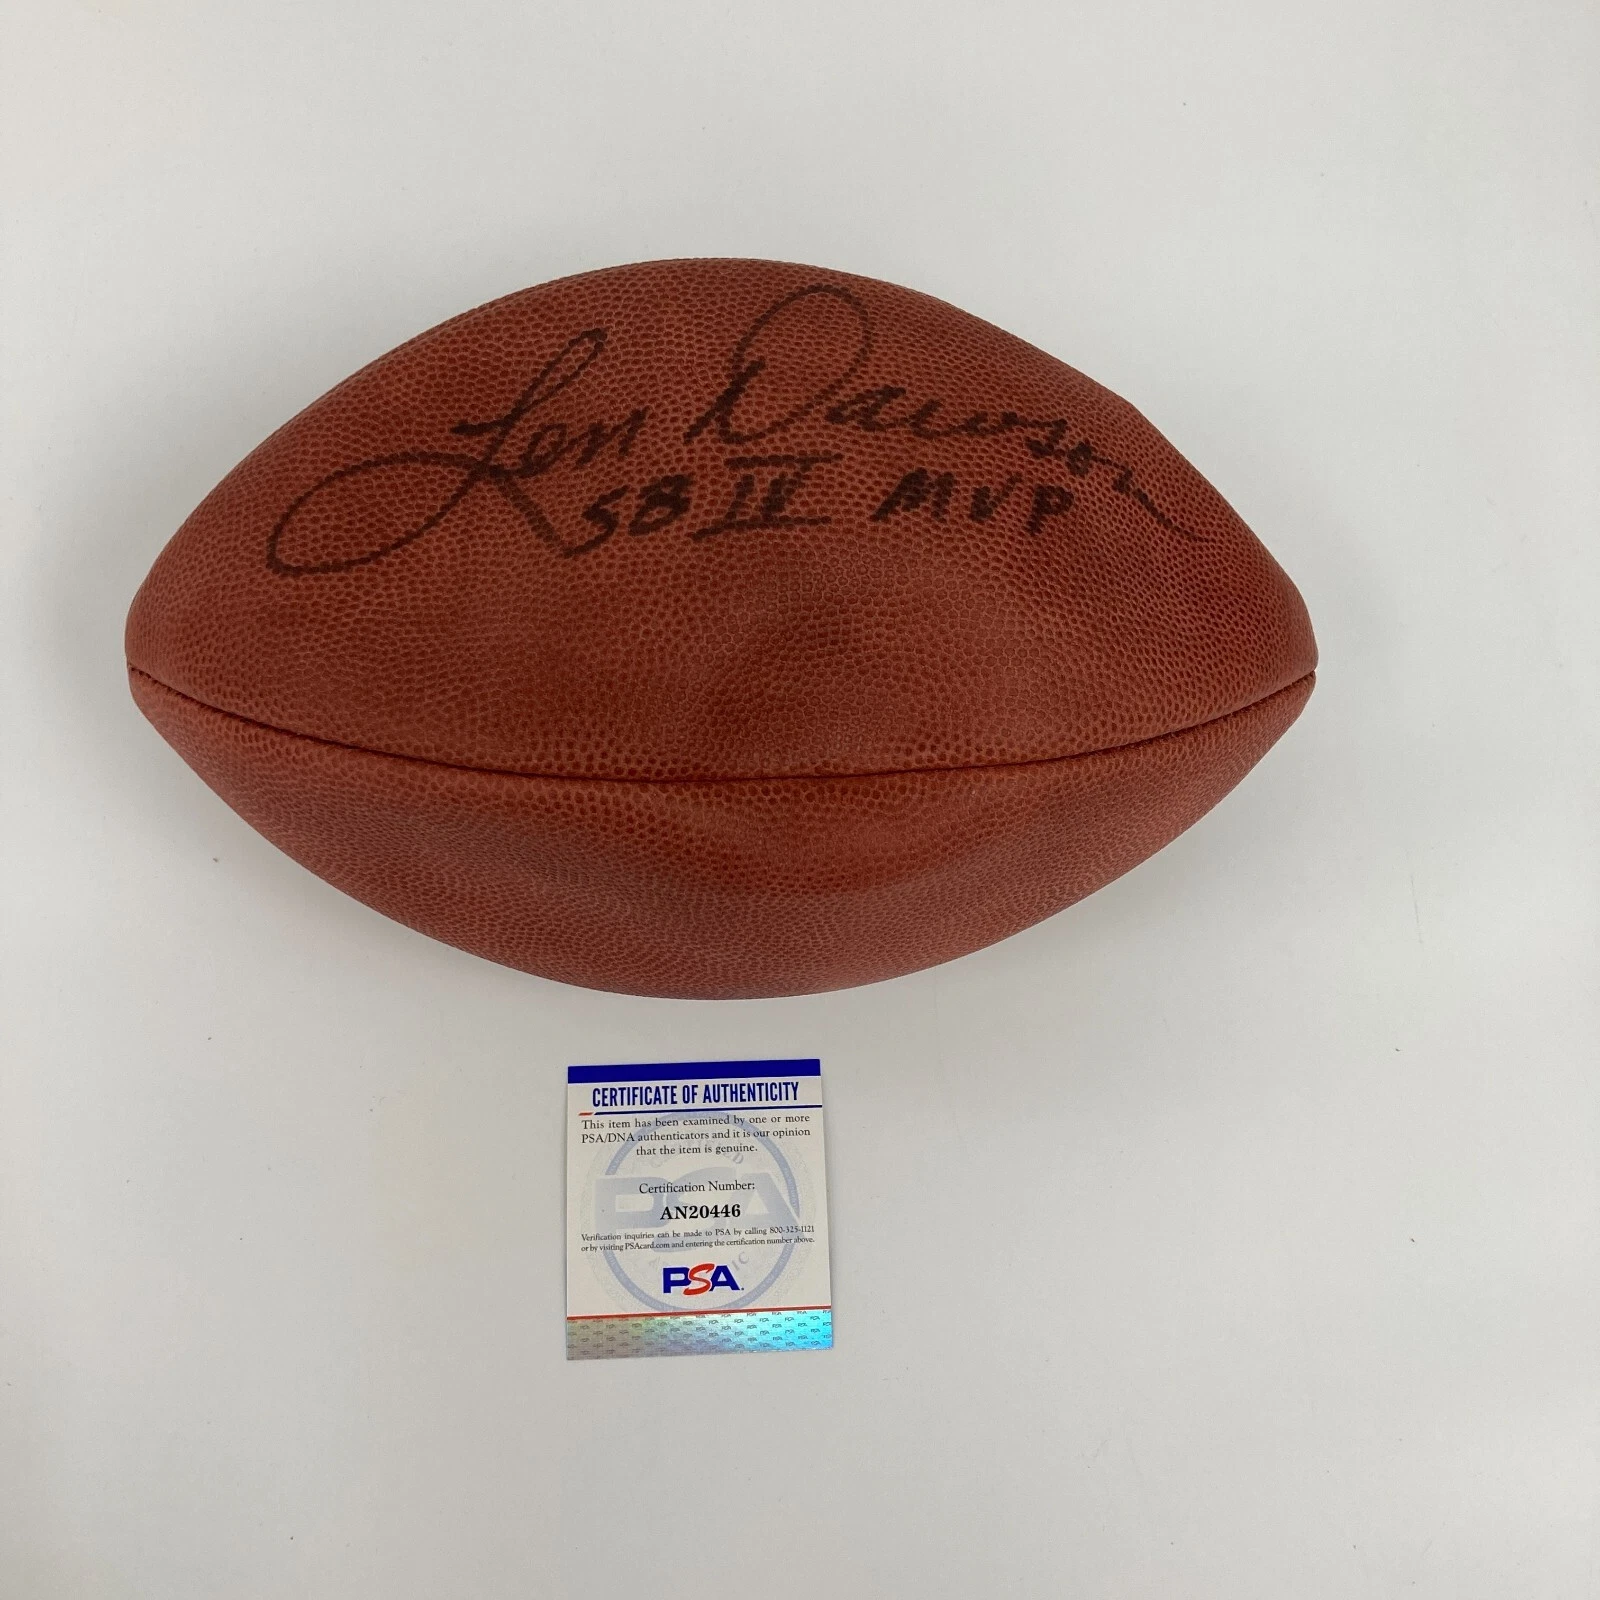 Len Dawson
SB IV MVP
CERTIFICATE OF AUTHENTICITY
This item has been examined by one or more
PSA/DNA authenticators and it is our opinion
that the item is genuine.
Certification Number:
AN20446
Verification inquiries can be made to PSA by calling 800-325-1121
or by visiting PSAcard.com and entering the certification number above.
PSA